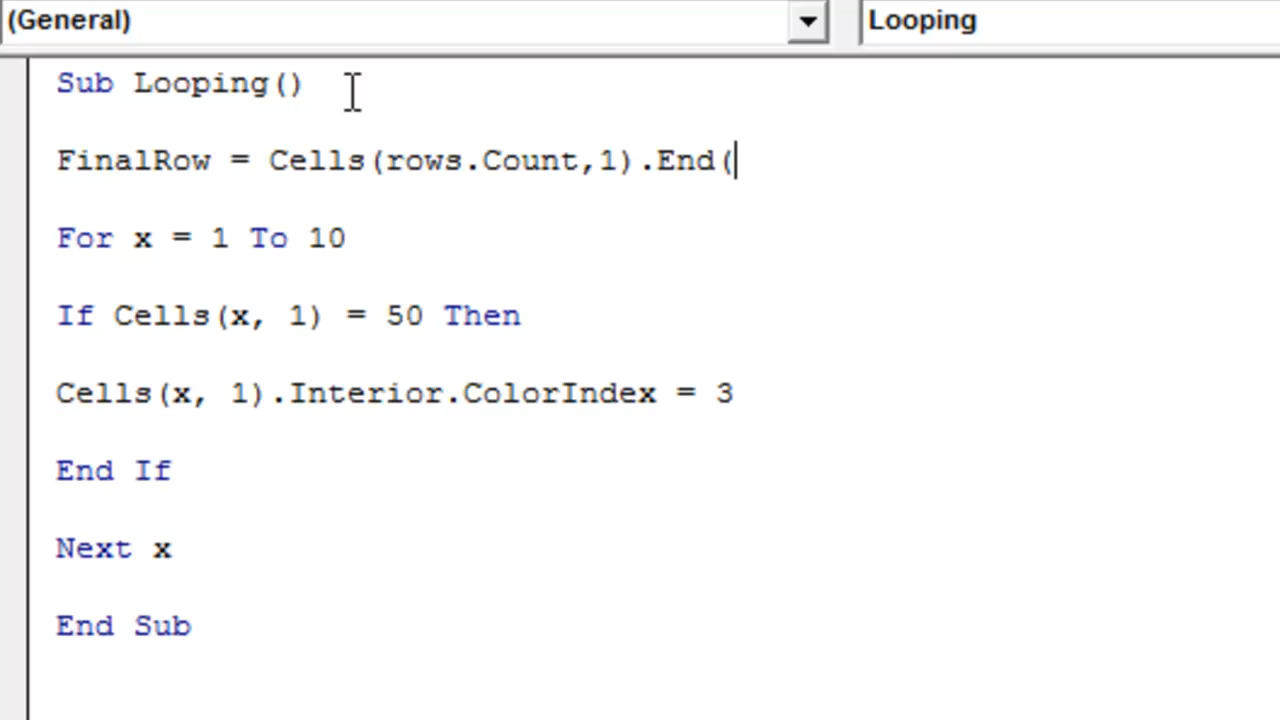 (General) Looping
Sub Looping()
FinalRow = Cells(rows.Count,1).End(
For x = 1 To 10
If Cells(x, 1) = 50 Then
Cells(x, 1).Interior.ColorIndex = 3
End If
Next x
End Sub